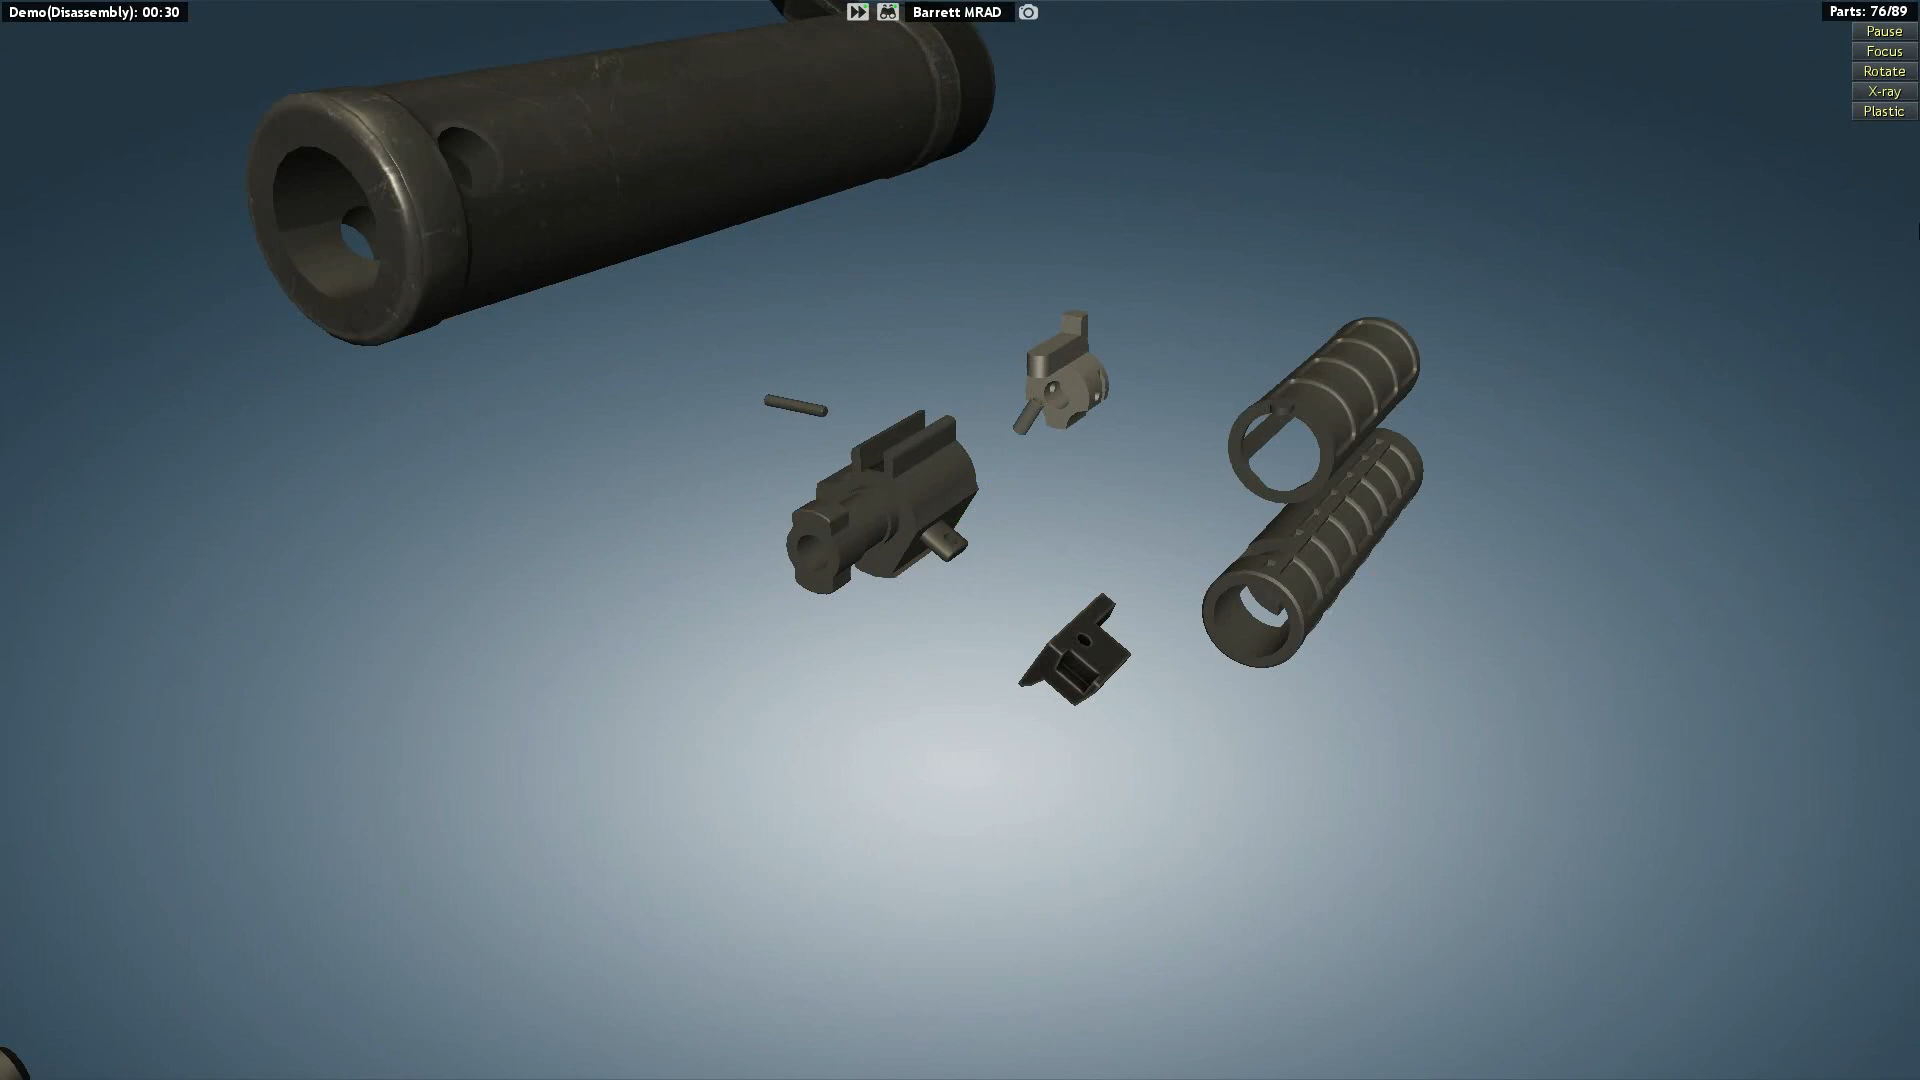 Demo(Disassembly): 00:30
Barrett MRAD
Parts: 76/89
Pause
Focus
Rotate
X-ray
Plastic